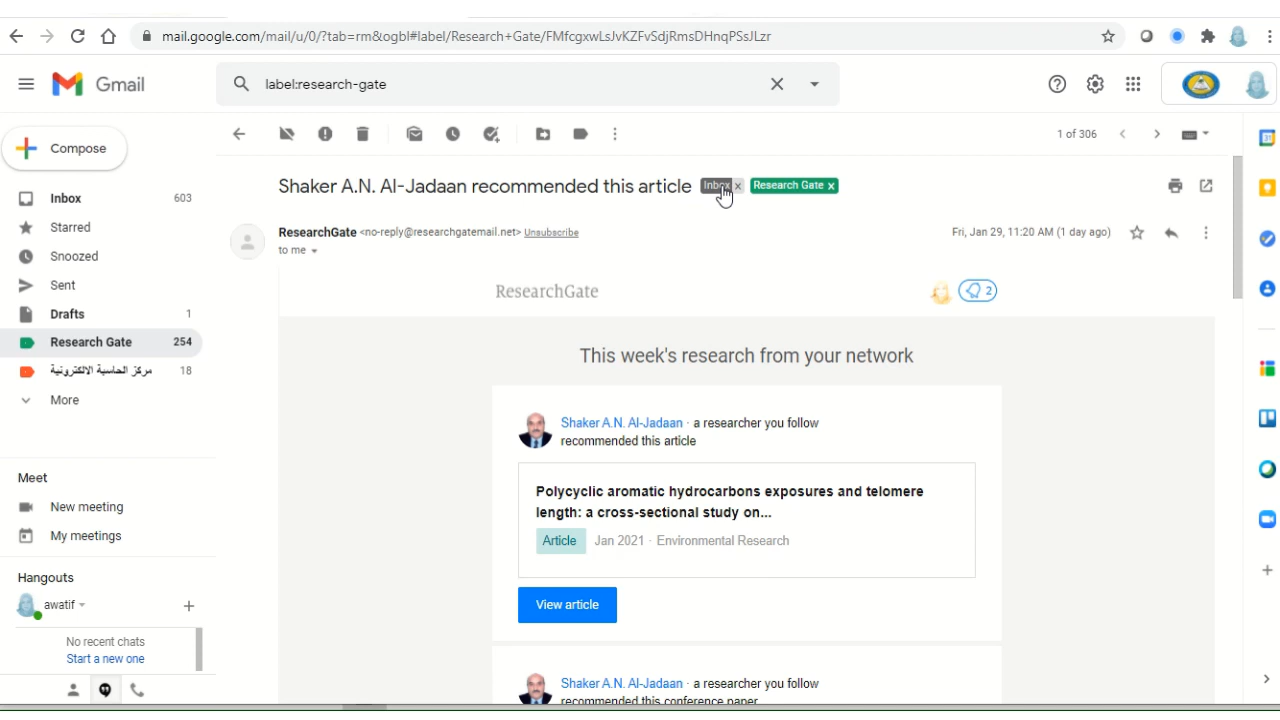 mail.google.com/mail/u/0/?tab=rm&ogbl#label/Research+Gate/FMfcgxwLsJvKZFvSdjRmsDHnqPSsJLzr
Gmail
label:research-gate
Compose
1 of 306
Inbox 603
Starred
Snoozed
Sent
Drafts 1
Research Gate 254
مركز الحاسبة الالكترونية 18
More
Meet
New meeting
My meetings
Hangouts
awatif
No recent chats
Start a new one
Shaker A.N. Al-Jadaan recommended this article Inbox x Research Gate x
ResearchGate <no-reply@researchgatemail.net> Unsubscribe
Fri, Jan 29, 11:20 AM (1 day ago)
to me
ResearchGate
2
This week's research from your network
Shaker A.N. Al-Jadaan · a researcher you follow
recommended this article
Polycyclic aromatic hydrocarbons exposures and telomere
length: a cross-sectional study on...
Article Jan 2021 · Environmental Research
View article
Shaker A.N. Al-Jadaan · a researcher you follow
recommended this conference paper